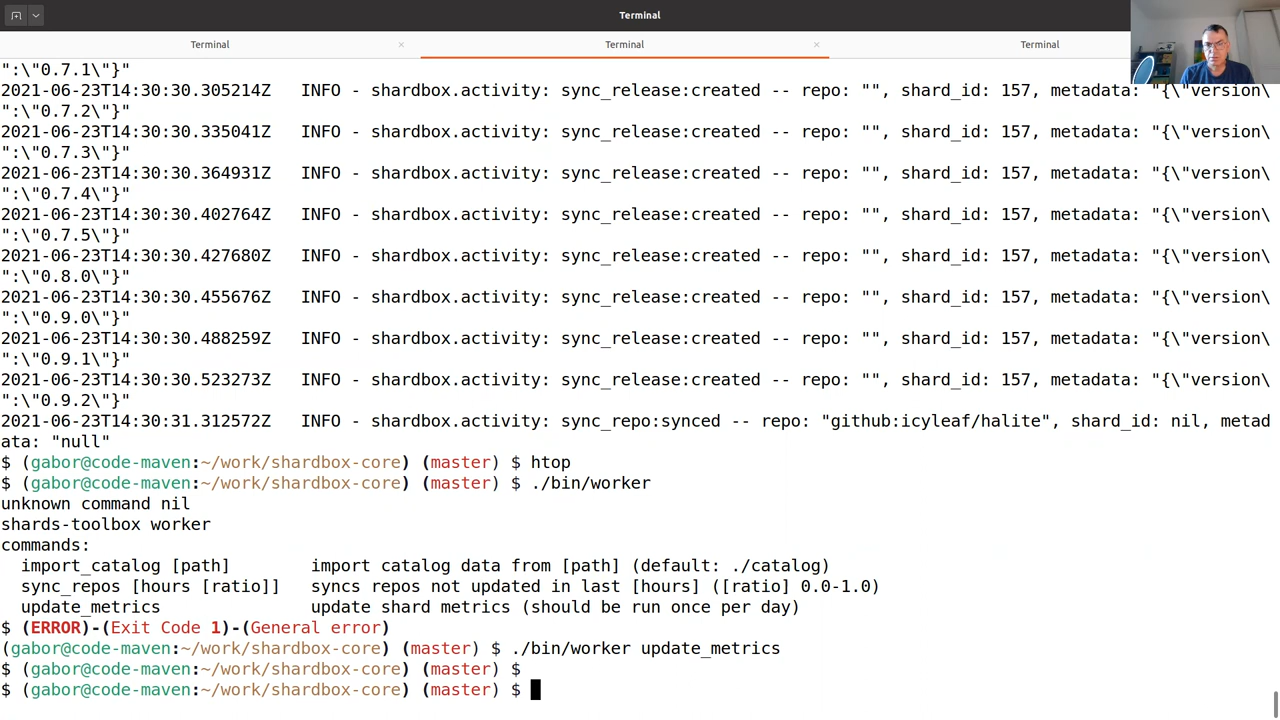 Terminal
Terminal
Terminal
Terminal
":\"0.7.1\"}"
2021-06-23T14:30:30.305214Z   INFO - shardbox.activity: sync_release:created -- repo: "", shard_id: 157, metadata: "{\"version\
":\"0.7.2\"}"
2021-06-23T14:30:30.335041Z   INFO - shardbox.activity: sync_release:created -- repo: "", shard_id: 157, metadata: "{\"version\
":\"0.7.3\"}"
2021-06-23T14:30:30.364931Z   INFO - shardbox.activity: sync_release:created -- repo: "", shard_id: 157, metadata: "{\"version\
":\"0.7.4\"}"
2021-06-23T14:30:30.402764Z   INFO - shardbox.activity: sync_release:created -- repo: "", shard_id: 157, metadata: "{\"version\
":\"0.7.5\"}"
2021-06-23T14:30:30.427680Z   INFO - shardbox.activity: sync_release:created -- repo: "", shard_id: 157, metadata: "{\"version\
":\"0.8.0\"}"
2021-06-23T14:30:30.455676Z   INFO - shardbox.activity: sync_release:created -- repo: "", shard_id: 157, metadata: "{\"version\
":\"0.9.0\"}"
2021-06-23T14:30:30.488259Z   INFO - shardbox.activity: sync_release:created -- repo: "", shard_id: 157, metadata: "{\"version\
":\"0.9.1\"}"
2021-06-23T14:30:30.523273Z   INFO - shardbox.activity: sync_release:created -- repo: "", shard_id: 157, metadata: "{\"version\
":\"0.9.2\"}"
2021-06-23T14:30:31.312572Z   INFO - shardbox.activity: sync_repo:synced -- repo: "github:icyleaf/halite", shard_id: nil, metad
ata: "null"
$ (gabor@code-maven:~/work/shardbox-core) (master) $ htop
$ (gabor@code-maven:~/work/shardbox-core) (master) $ ./bin/worker
unknown command nil
shards-toolbox worker
commands:
  import_catalog [path]        import catalog data from [path] (default: ./catalog)
  sync_repos [hours [ratio]]   syncs repos not updated in last [hours] ([ratio] 0.0-1.0)
  update_metrics               update shard metrics (should be run once per day)
$ (ERROR)-(Exit Code 1)-(General error)
(gabor@code-maven:~/work/shardbox-core) (master) $ ./bin/worker update_metrics
$ (gabor@code-maven:~/work/shardbox-core) (master) $
$ (gabor@code-maven:~/work/shardbox-core) (master) $